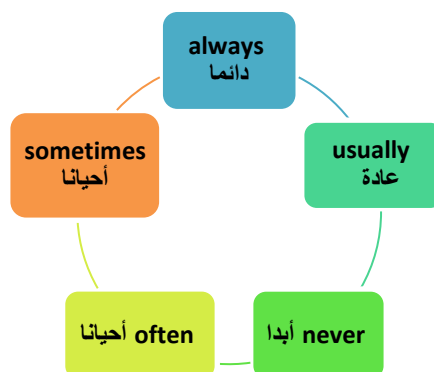 always
دائما
usually
عادة
never أبدا
often أحيانا
sometimes
أحيانا